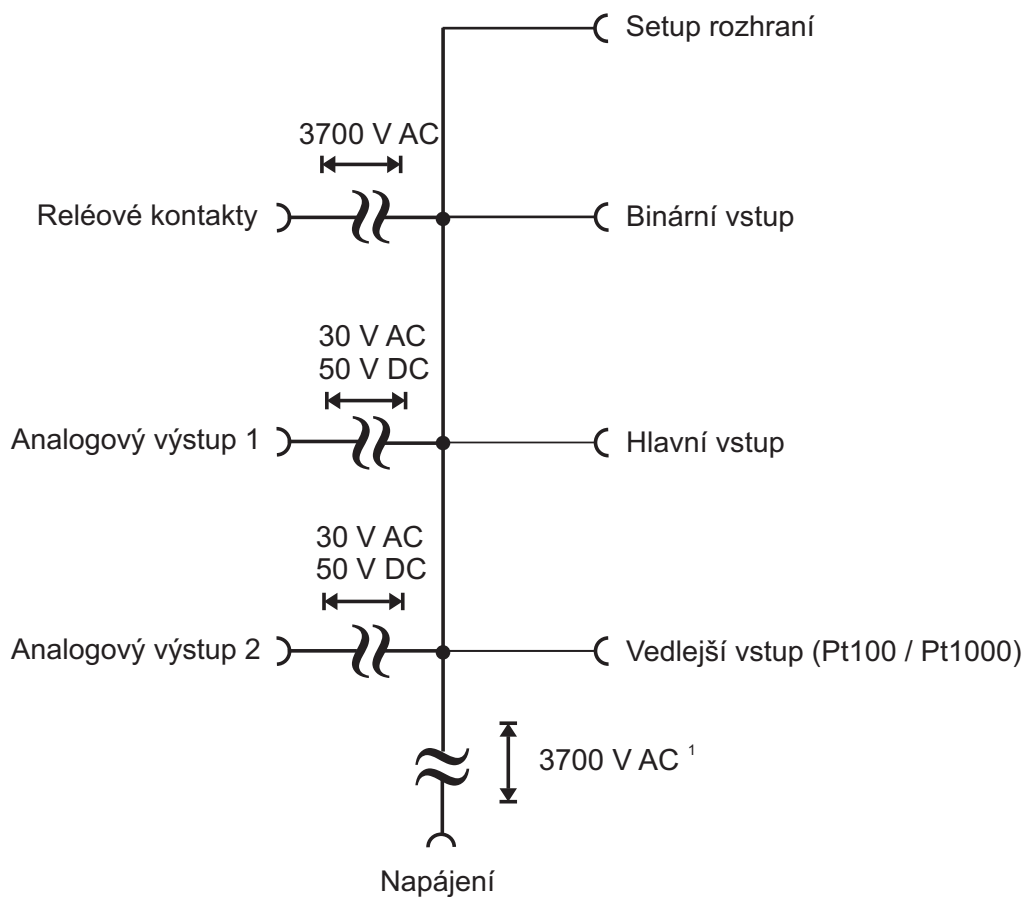 Setup rozhraní
3700 V AC
Reléové kontakty
Binární vstup
30 V AC
50 V DC
Analogový výstup 1
Hlavní vstup
30 V AC
50 V DC
Analogový výstup 2
Vedlejší vstup (Pt100 / Pt1000)
3700 V AC ¹
Napájení